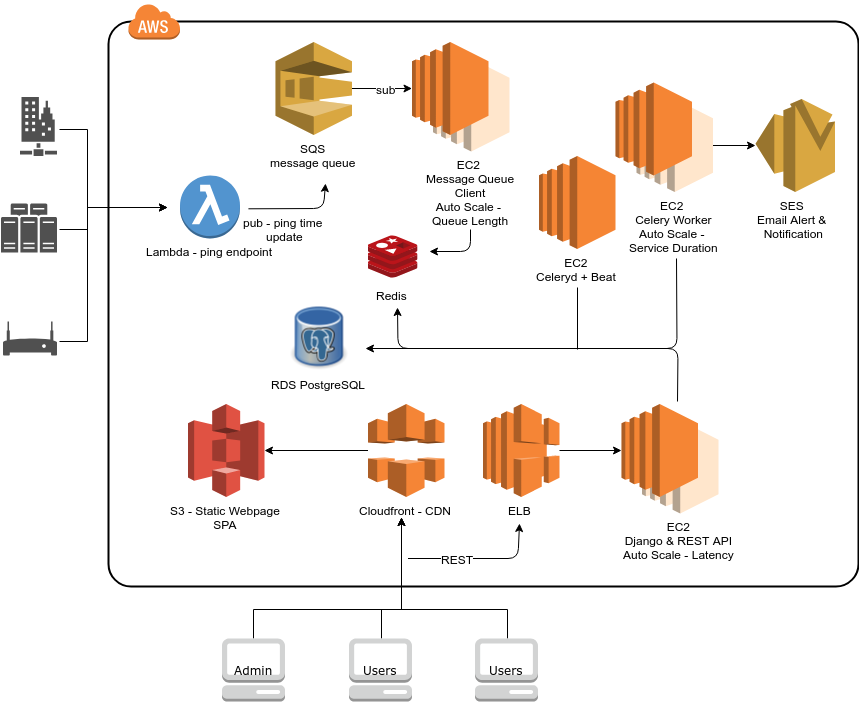 AWS
SQS
message queue
sub
EC2
Message Queue
Client
Auto Scale -
Queue Length
EC2
Celery Worker
Auto Scale -
Service Duration
SES
Email Alert &
Notification
pub - ping time
update
Lambda - ping endpoint
EC2
Celeryd + Beat
Redis
RDS PostgreSQL
S3 - Static Webpage
SPA
Cloudfront - CDN
ELB
EC2
Django & REST API
Auto Scale - Latency
REST
Admin
Users
Users